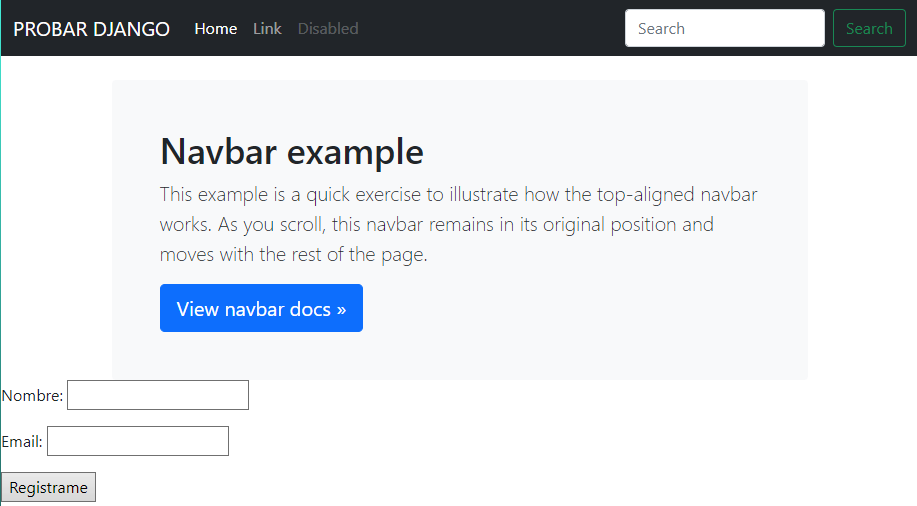 PROBAR DJANGO Home Link Disabled Search Search
Navbar example
This example is a quick exercise to illustrate how the top-aligned navbar
works. As you scroll, this navbar remains in its original position and
moves with the rest of the page.
View navbar docs »
Nombre:
Email:
Registrame